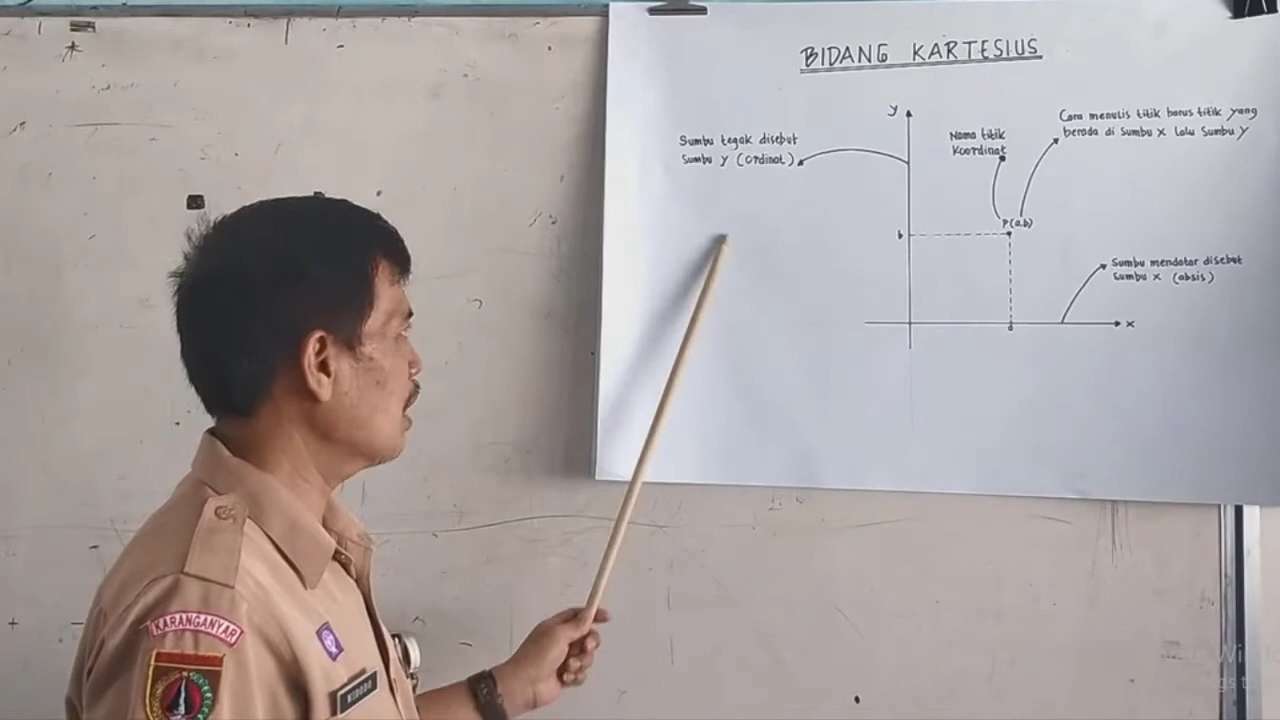 BIDANG KARTESIUS
y
Sumbu tegak disebut
Sumbu y (Ordinat)
Nama titik
Koordinat
Cara menulis titik harus titik yang
berada di Sumbu X lalu Sumbu Y
P(a,b)
b
Sumbu mendatar disebut
Sumbu x (absis)
a
x
KARANGANYAR
WIDODO